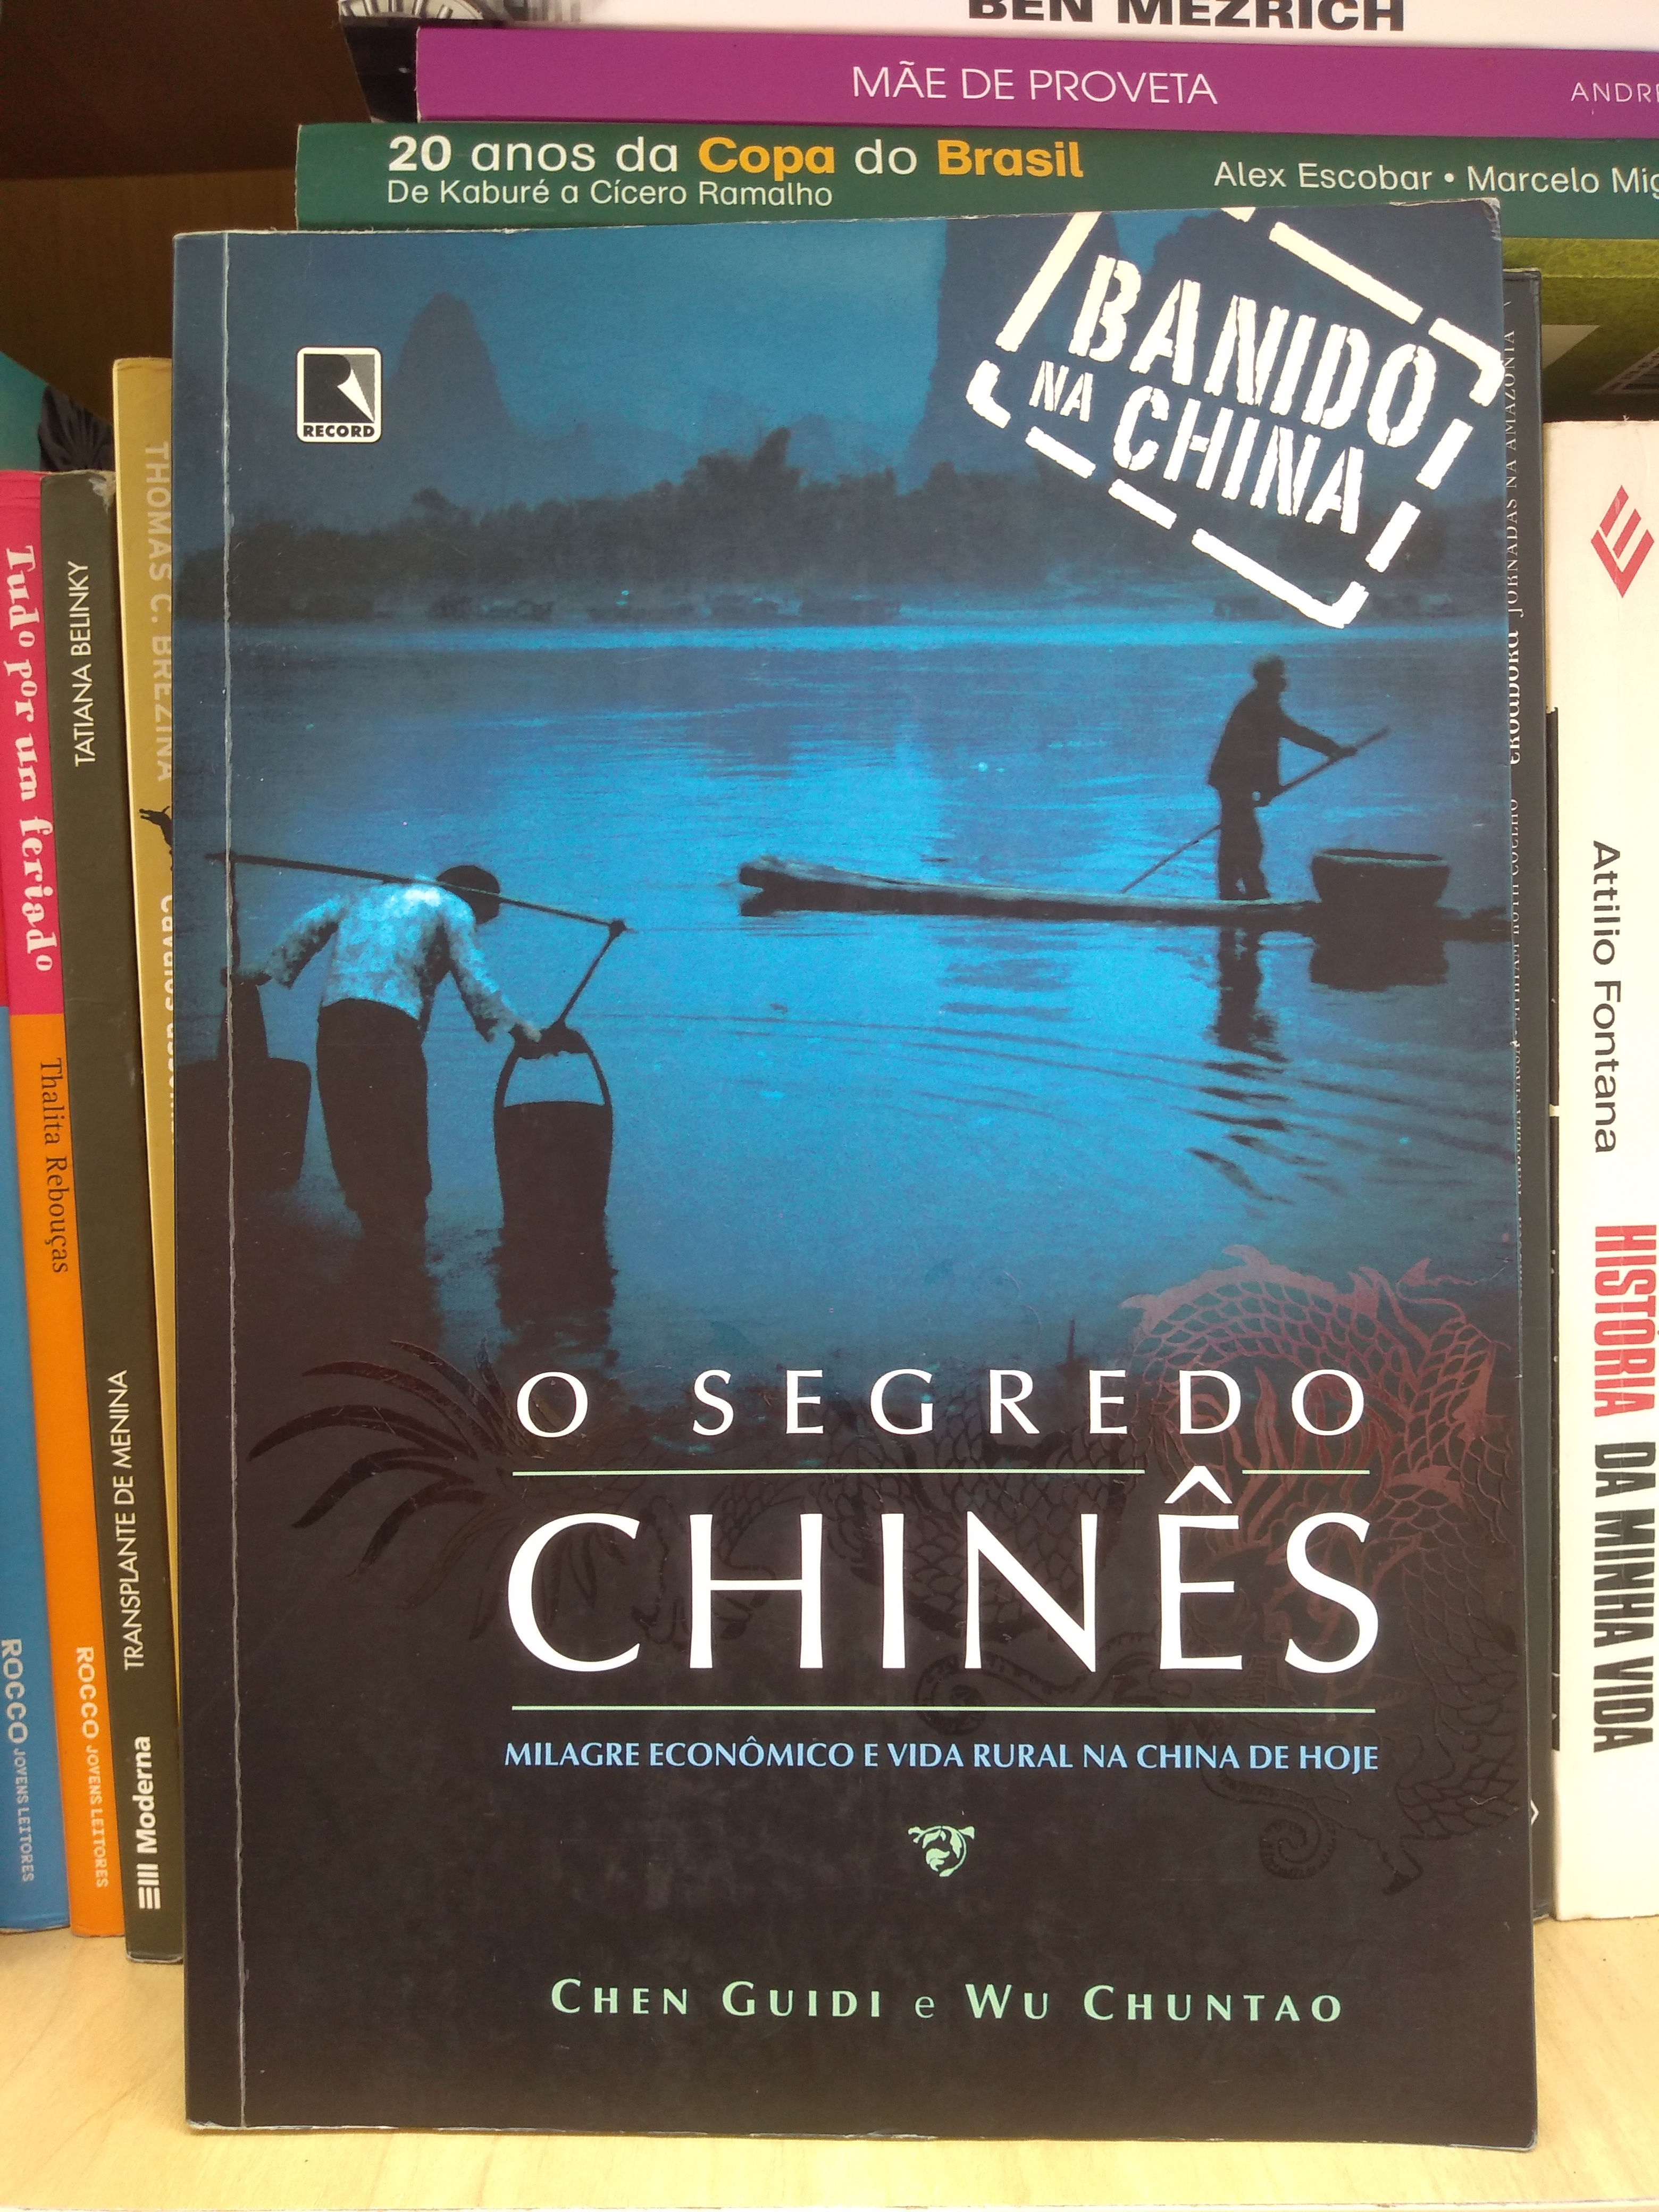 BEN MEZRICH
MÃE DE PROVETA
20 anos da Copa do Brasil
De Kaburé a Cícero Ramalho
Alex Escobar • Marcelo
BANIDO
NA CHINA
RECORD
O SEGREDO
CHINÊS
MILAGRE ECONÔMICO E VIDA RURAL NA CHINA DE HOJE
CHEN GUIDI e WU CHUNTAO
Tudo por um feriado
Thalita Rebouças
ROCCO JOVENS LEITORES
ROCCO JOVENS LEITORES
TATIANA BELINKY
TRANSPLANTE DE MENINA
Moderna
THOMAS C. BREZINA
JORNADAS NA AMAZÔNIA
Attilio Fontana
HISTÓRIA DA MINHA VIDA